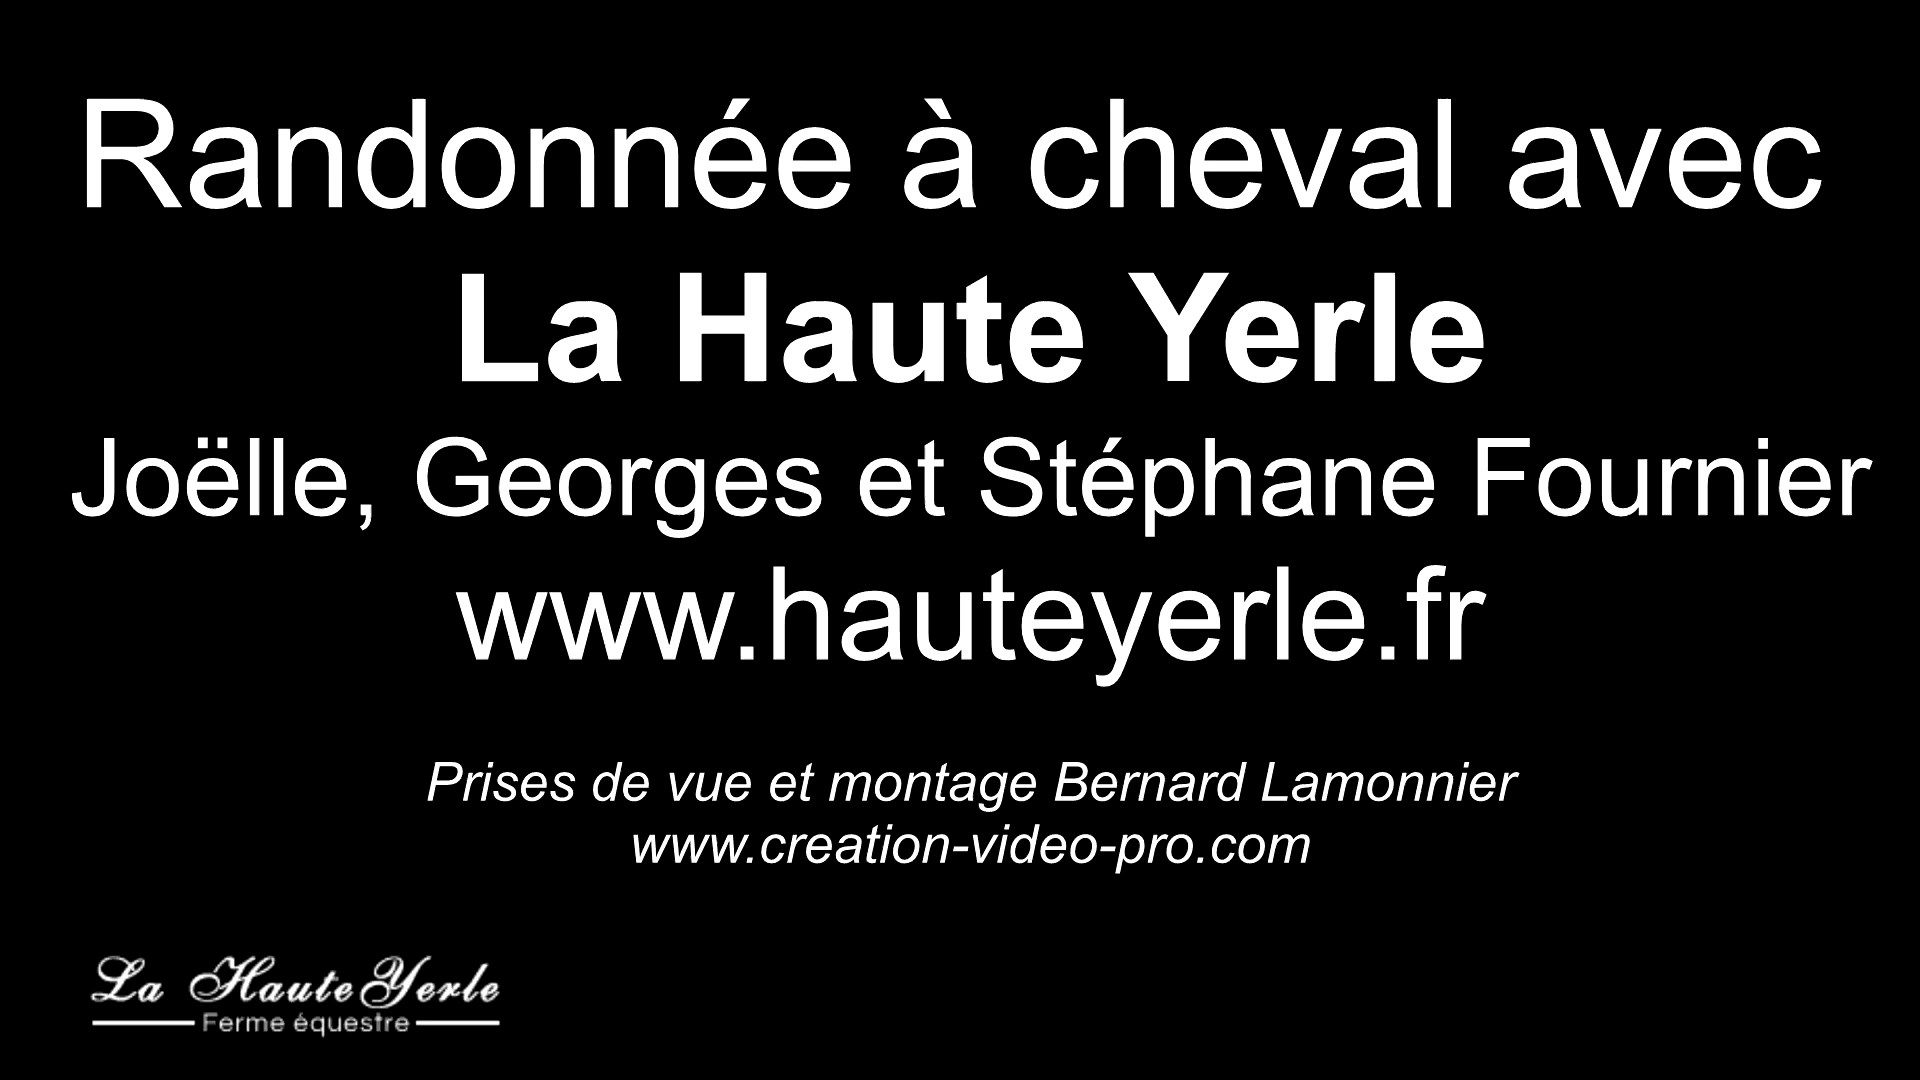 Randonnée à cheval avec
La Haute Yerle
Joëlle, Georges et Stéphane Fournier
www.hauteyerle.fr
Prises de vue et montage Bernard Lamonnier
www.creation-video-pro.com
La Haute Yerle
Ferme équestre